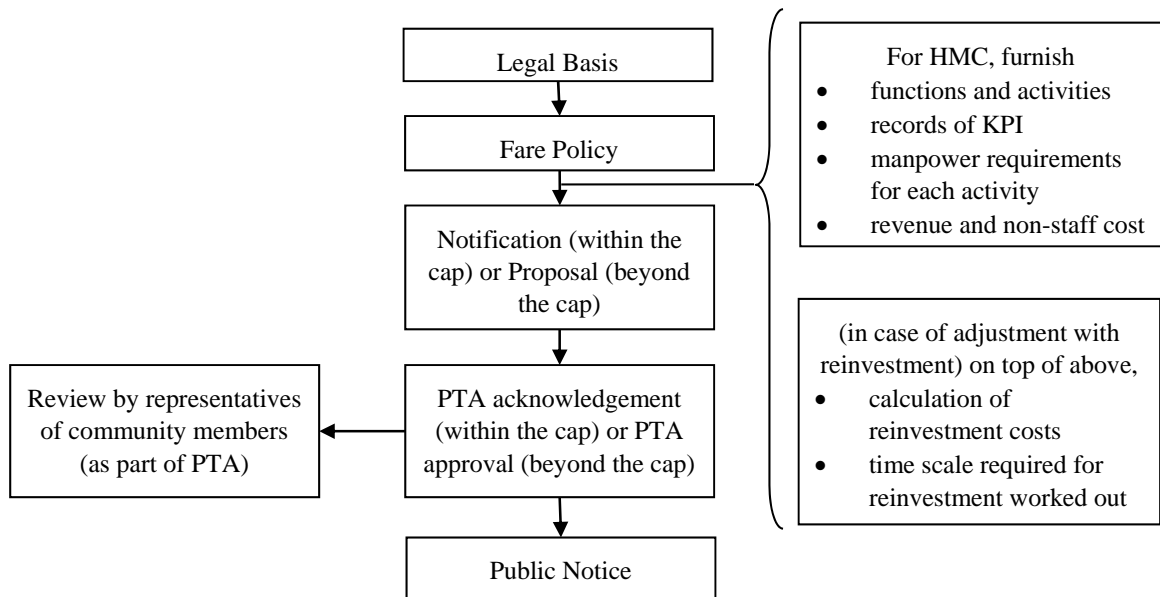 Legal Basis
Fare Policy
Notification (within the
cap) or Proposal (beyond
the cap)
PTA acknowledgement
(within the cap) or PTA
approval (beyond the cap)
Public Notice
Review by representatives
of community members
(as part of PTA)
For HMC, furnish
• functions and activities
• records of KPI
• manpower requirements
for each activity
• revenue and non-staff cost
(in case of adjustment with
reinvestment) on top of above,
• calculation of
reinvestment costs
• time scale required for
reinvestment worked out